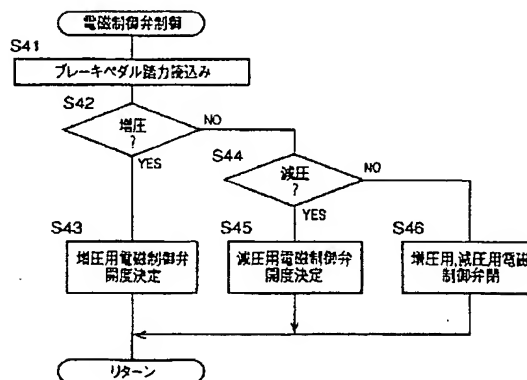 電磁制御弁制御
S41
ブレーキペダル踏力読込み
S42
増圧
?
NO
YES
S44
減圧
?
NO
YES
S43
増圧用電磁制御弁
開度決定
S45
減圧用電磁制御弁
開度決定
S46
増圧用,減圧用電磁
制御弁閉
リターン